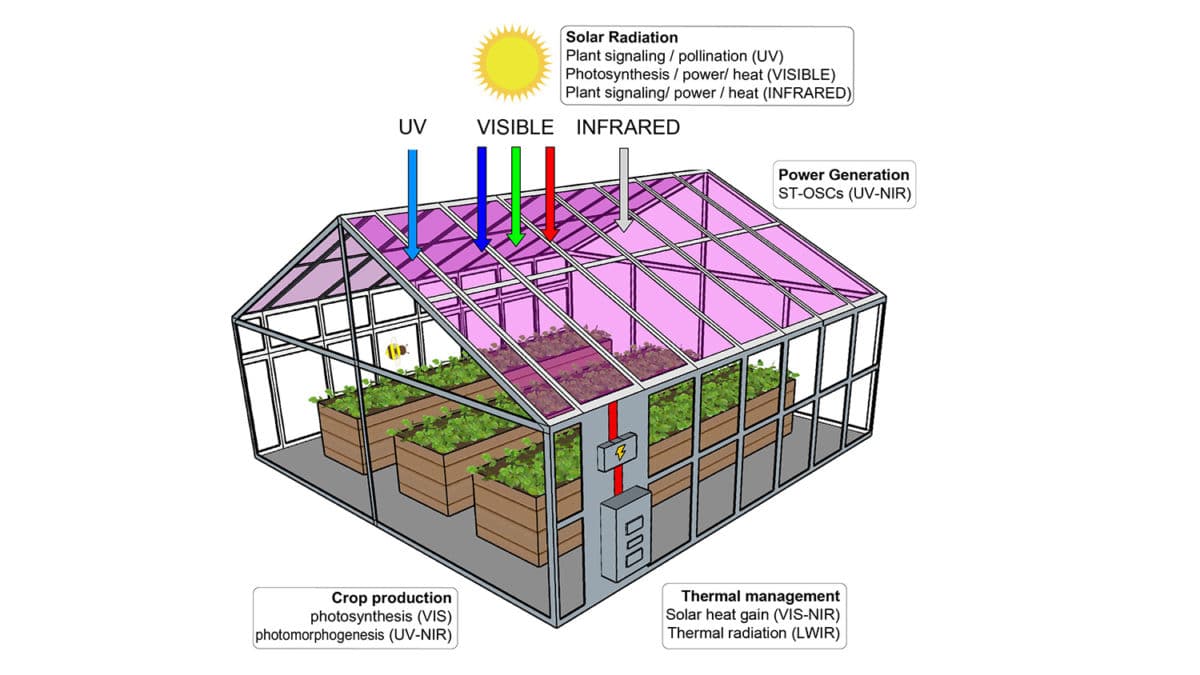 Solar Radiation
Plant signaling / pollination (UV)
Photosynthesis / power/ heat (VISIBLE)
Plant signaling/ power / heat (INFRARED)
UV VISIBLE INFRARED
Power Generation
ST-OSCs (UV-NIR)
Crop production
photosynthesis (VIS)
photomorphogenesis (UV-NIR)
Thermal management
Solar heat gain (VIS-NIR)
Thermal radiation (LWIR)